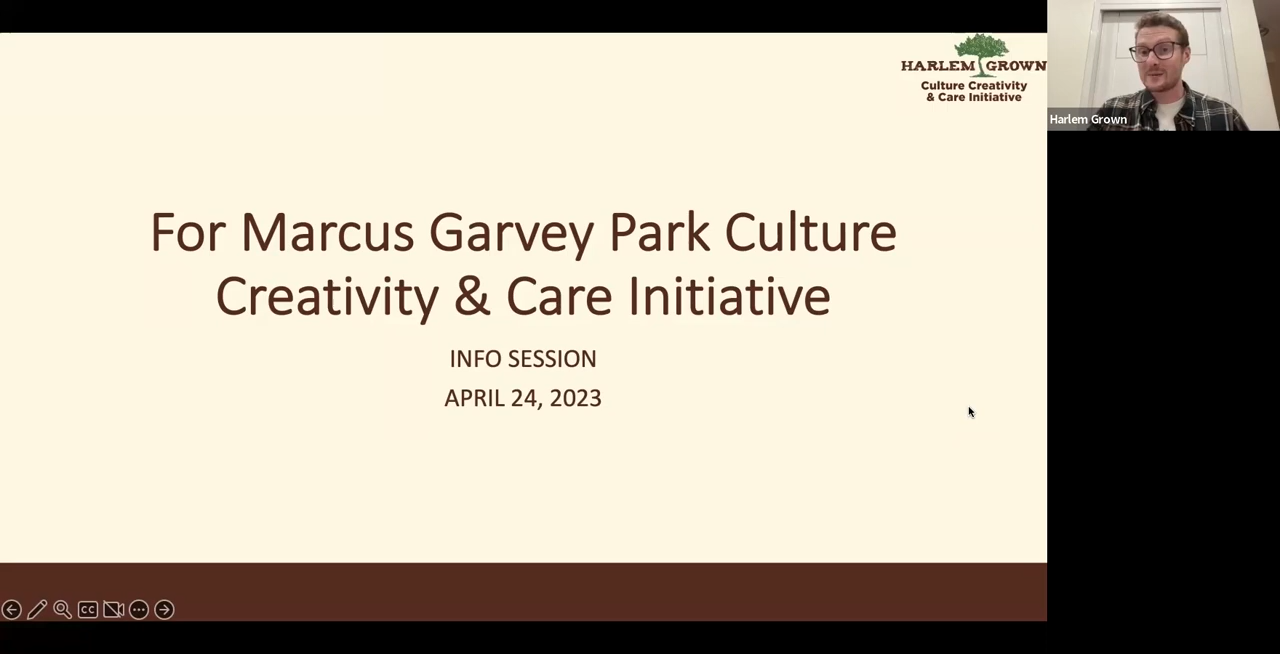 HARLEM GROWN
Culture Creativity
& Care Initiative
Harlem Grown
For Marcus Garvey Park Culture
Creativity & Care Initiative
INFO SESSION
APRIL 24, 2023
CC